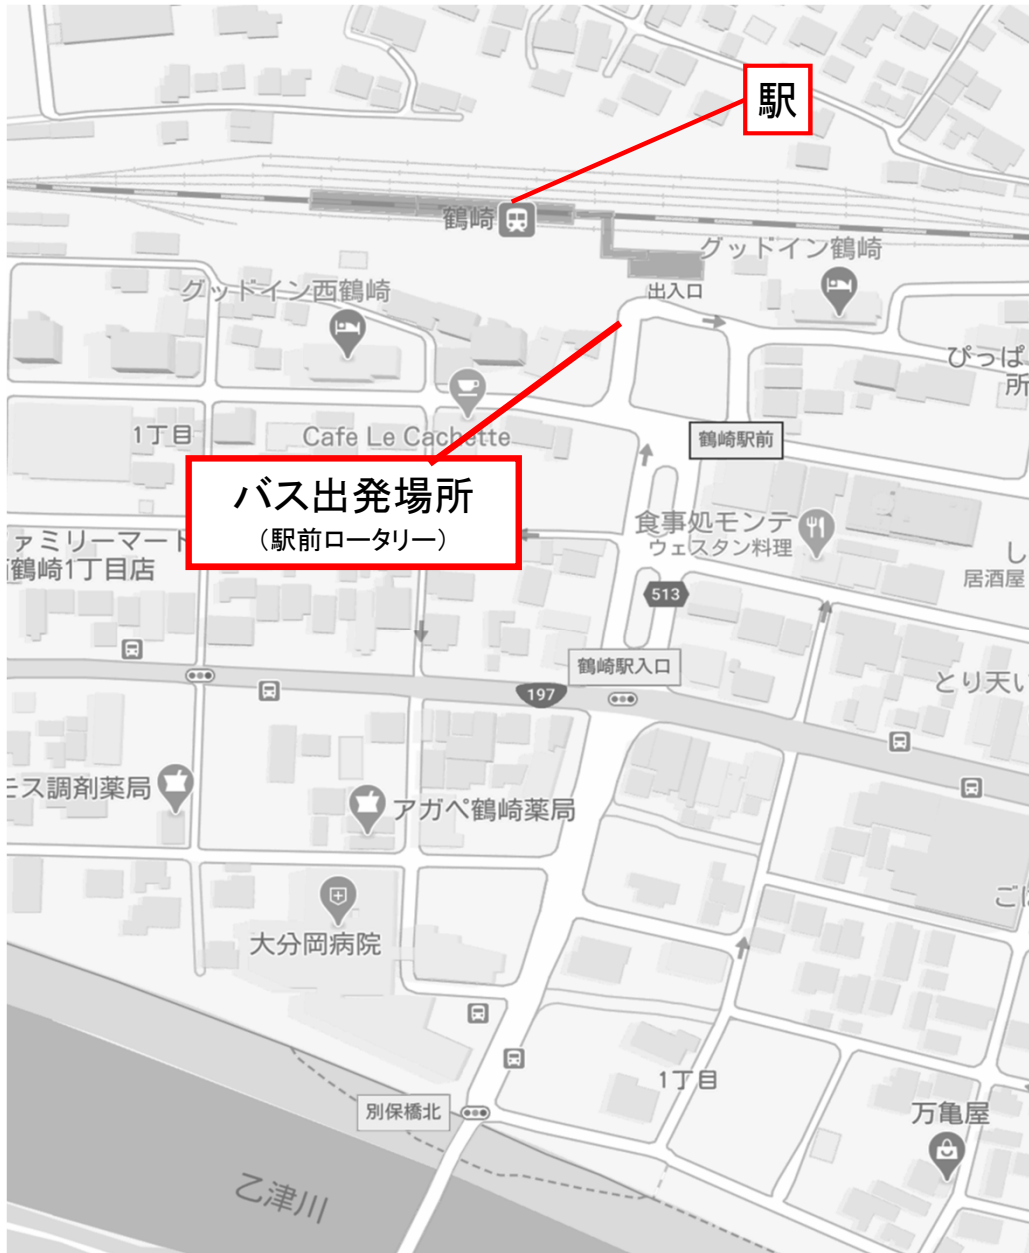 駅
鶴崎
グッドイン鶴崎
出入口
グッドイン西鶴崎
ぴっぱ
所
1丁目
Cafe Le Cachette
鶴崎駅前
バス出発場所
(駅前ロータリー)
食事処モンテ
ウェスタン料理
ァミリーマート
鶴崎1丁目店
し
居酒屋
513
鶴崎駅入口
197
とり天い
モス調剤薬局
アガペ鶴崎薬局
大分岡病院
ごは
1丁目
別保橋北
万亀屋
乙津川